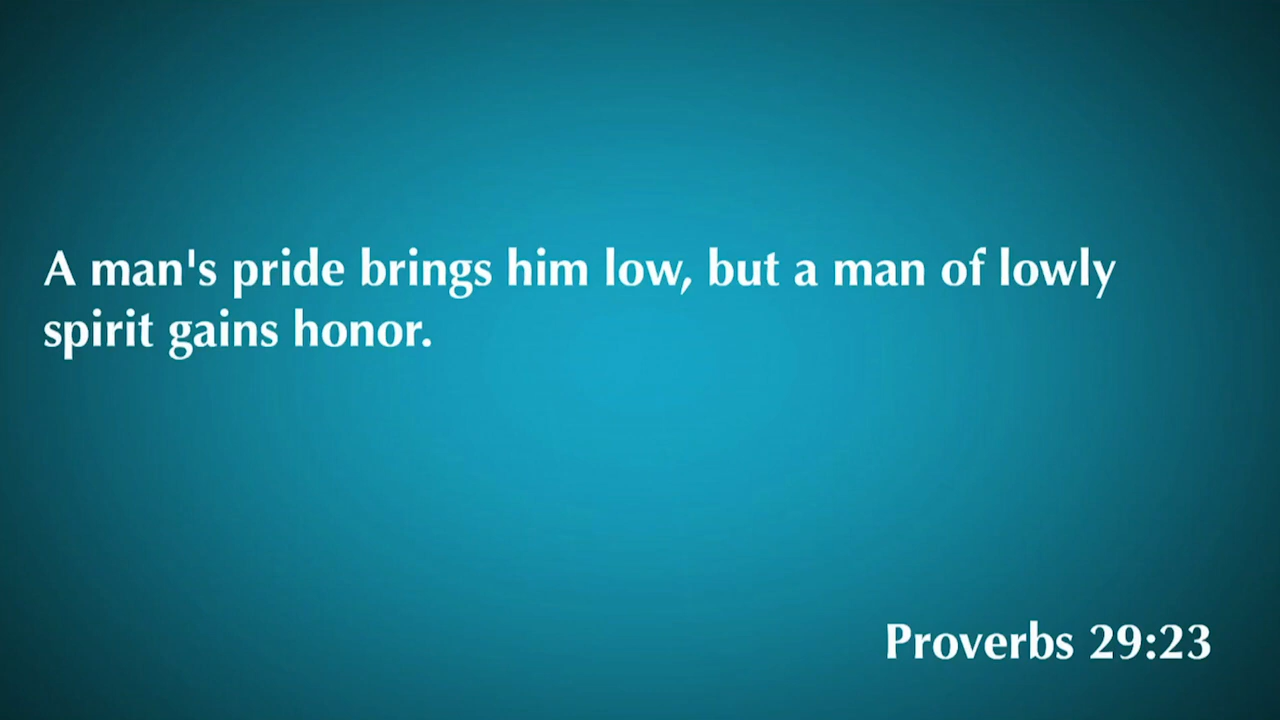 A man's pride brings him low, but a man of lowly
spirit gains honor.
Proverbs 29:23